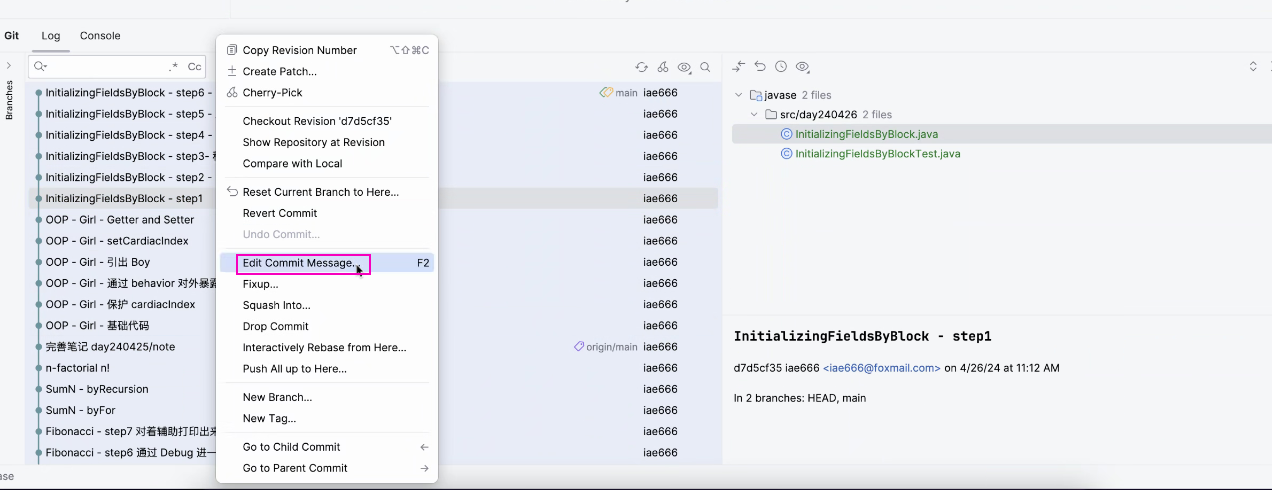 Git
Log
Console
Branches
.*
Cc
InitializingFieldsByBlock - step6 -
main
iae666
InitializingFieldsByBlock - step5 -
iae666
InitializingFieldsByBlock - step4 -
iae666
InitializingFieldsByBlock - step3-
iae666
InitializingFieldsByBlock - step2 -
iae666
InitializingFieldsByBlock - step1
iae666
OOP - Girl - Getter and Setter
iae666
OOP - Girl - setCardiacIndex
iae666
OOP - Girl - 引出 Boy
iae666
OOP - Girl - 通过 behavior 对外暴露
iae666
OOP - Girl - 保护 cardiacIndex
iae666
OOP - Girl - 基础代码
iae666
完善笔记 day240425/note
origin/main
iae666
n-factorial n!
iae666
SumN - byRecursion
iae666
SumN - byFor
iae666
Fibonacci - step7 对着辅助打印出来
iae666
Fibonacci - step6 通过 Debug 进一
iae666
Copy Revision Number
⌥⇧⌘C
Create Patch...
Cherry-Pick
Checkout Revision 'd7d5cf35'
Show Repository at Revision
Compare with Local
Reset Current Branch to Here...
Revert Commit
Undo Commit...
Edit Commit Message...
F2
Fixup...
Squash Into...
Drop Commit
Interactively Rebase from Here...
Push All up to Here...
New Branch...
New Tag...
Go to Child Commit
←
Go to Parent Commit
→
javase 2 files
src/day240426 2 files
InitializingFieldsByBlock.java
InitializingFieldsByBlockTest.java
InitializingFieldsByBlock - step1
d7d5cf35 iae666 <iae666@foxmail.com> on 4/26/24 at 11:12 AM
In 2 branches: HEAD, main